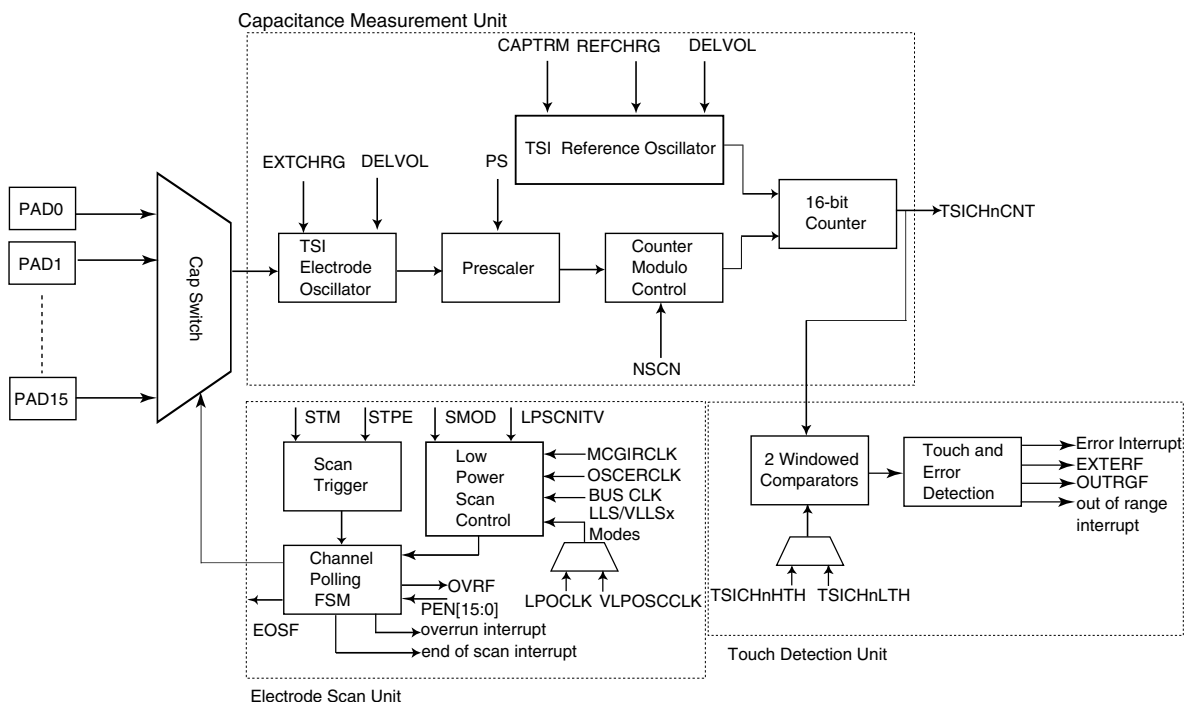 Capacitance Measurement Unit
CAPTRM
REFCHRG
DELVOL
TSI Reference Oscillator
EXTCHRG
DELVOL
PS
PAD0
PAD1
PAD15
Cap Switch
TSI
Electrode
Oscillator
Prescaler
Counter
Modulo
Control
16-bit
Counter
TSICHnCNT
NSCN
STM
STPE
SMOD
LPSCNITV
Scan
Trigger
Low
Power
Scan
Control
MCGIRCLK
OSCERCLK
BUS CLK
LLS/VLLSx
Modes
LPOCLK
VLPOSCCLK
Channel
Polling
FSM
OVRF
PEN[15:0]
EOSF
overrun interrupt
end of scan interrupt
Electrode Scan Unit
2 Windowed
Comparators
Touch and
Error
Detection
Error Interrupt
EXTERF
OUTRGF
out of range
interrupt
TSICHnHTH
TSICHnLTH
Touch Detection Unit